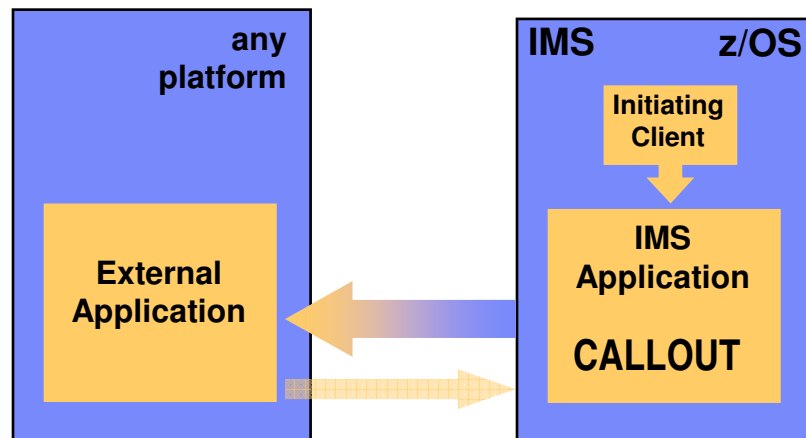 any
platform
External
Application
IMS z/OS
Initiating
Client
IMS
Application
CALLOUT